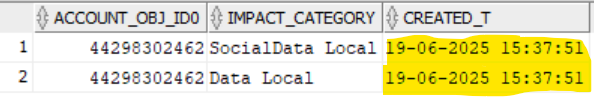 ACCOUNT_OBJ_ID0 IMPACT_CATEGORY CREATED_T
1 44298302462 SocialData Local 19-06-2025 15:37:51
2 44298302462 Data Local 19-06-2025 15:37:51